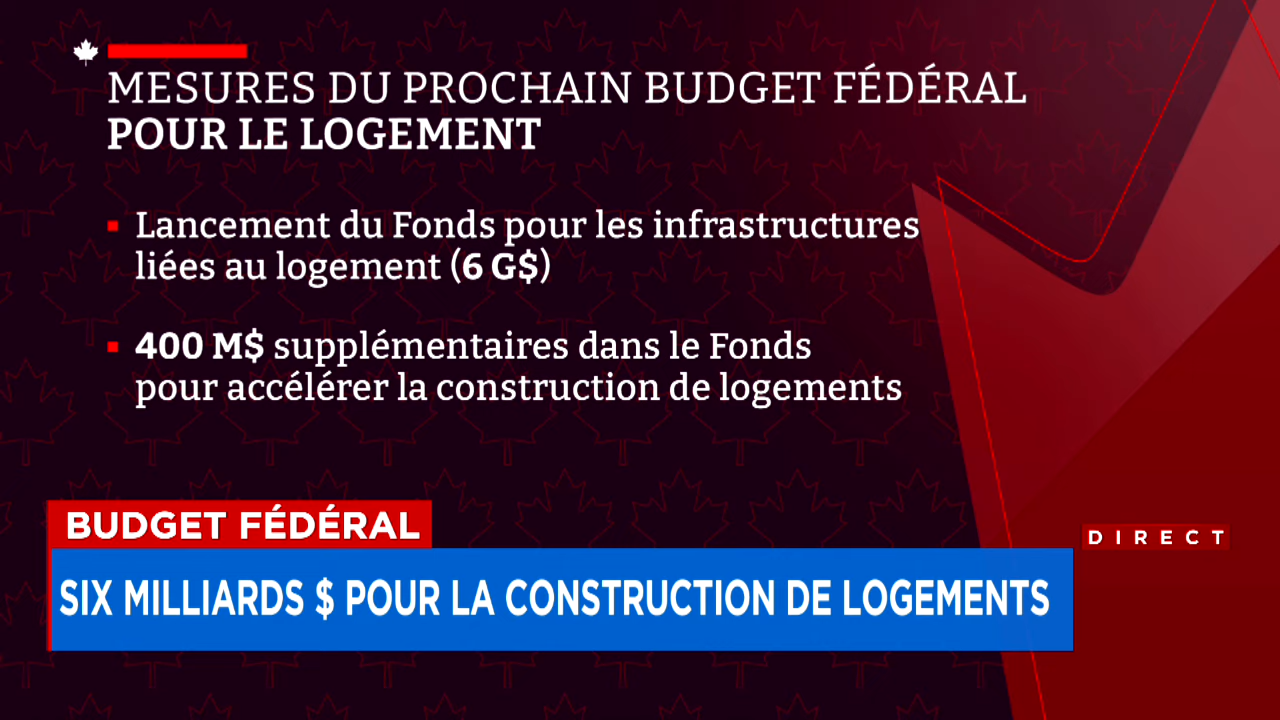 MESURES DU PROCHAIN BUDGET FÉDÉRAL
POUR LE LOGEMENT
Lancement du Fonds pour les infrastructures
liées au logement (6 G$)
400 M$ supplémentaires dans le Fonds
pour accélérer la construction de logements
BUDGET FÉDÉRAL
DIRECT
SIX MILLIARDS $ POUR LA CONSTRUCTION DE LOGEMENTS